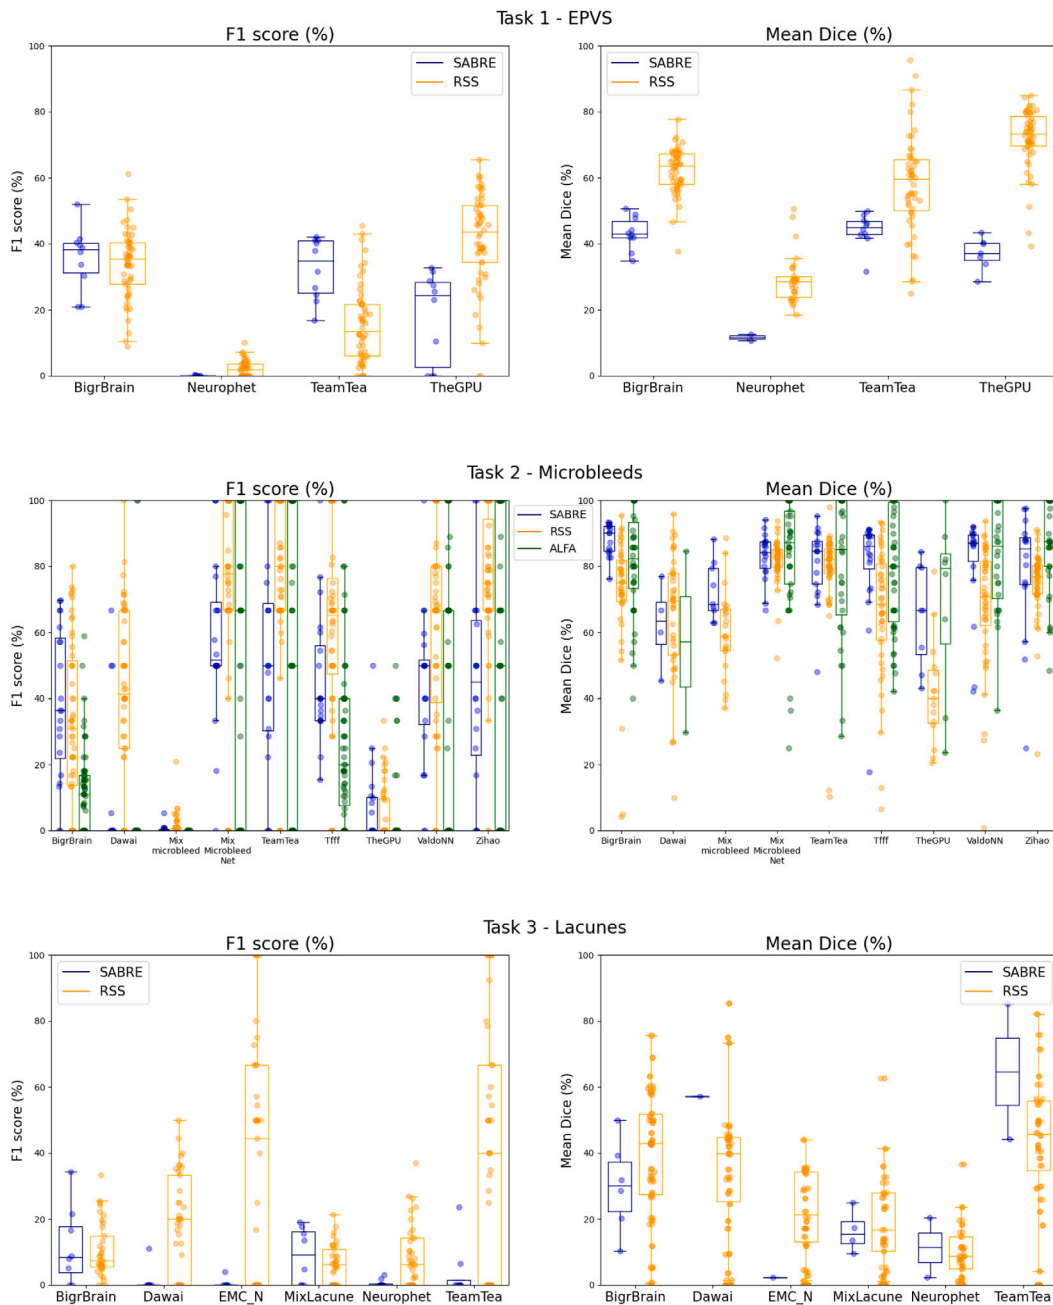 Task 1 - EPVS
F1 score (%)
Mean Dice (%)
F1 score (%)
100
80
60
40
20
0
SABRE
RSS
BigrBrain
Neurophet
TeamTea
TheGPU
Mean Dice (%)
100
80
60
40
20
0
SABRE
RSS
BigrBrain
Neurophet
TeamTea
TheGPU
Task 2 - Microbleeds
F1 score (%)
Mean Dice (%)
F1 score (%)
100
80
60
40
20
0
SABRE
RSS
ALFA
BigrBrain
Dawai
Mix
microbleed
Mix
Microbleed
Net
TeamTea
Tfff
TheGPU
ValdoNN
Zihao
Mean Dice (%)
100
80
60
40
20
0
BigrBrain
Dawai
Mix
microbleed
Mix
Microbleed
Net
TeamTea
Tfff
TheGPU
ValdoNN
Zihao
Task 3 - Lacunes
F1 score (%)
Mean Dice (%)
F1 score (%)
100
80
60
40
20
0
SABRE
RSS
BigrBrain
Dawai
EMC_N
MixLacune
Neurophet
TeamTea
Mean Dice (%)
100
80
60
40
20
0
SABRE
RSS
BigrBrain
Dawai
EMC_N
MixLacune
Neurophet
TeamTea